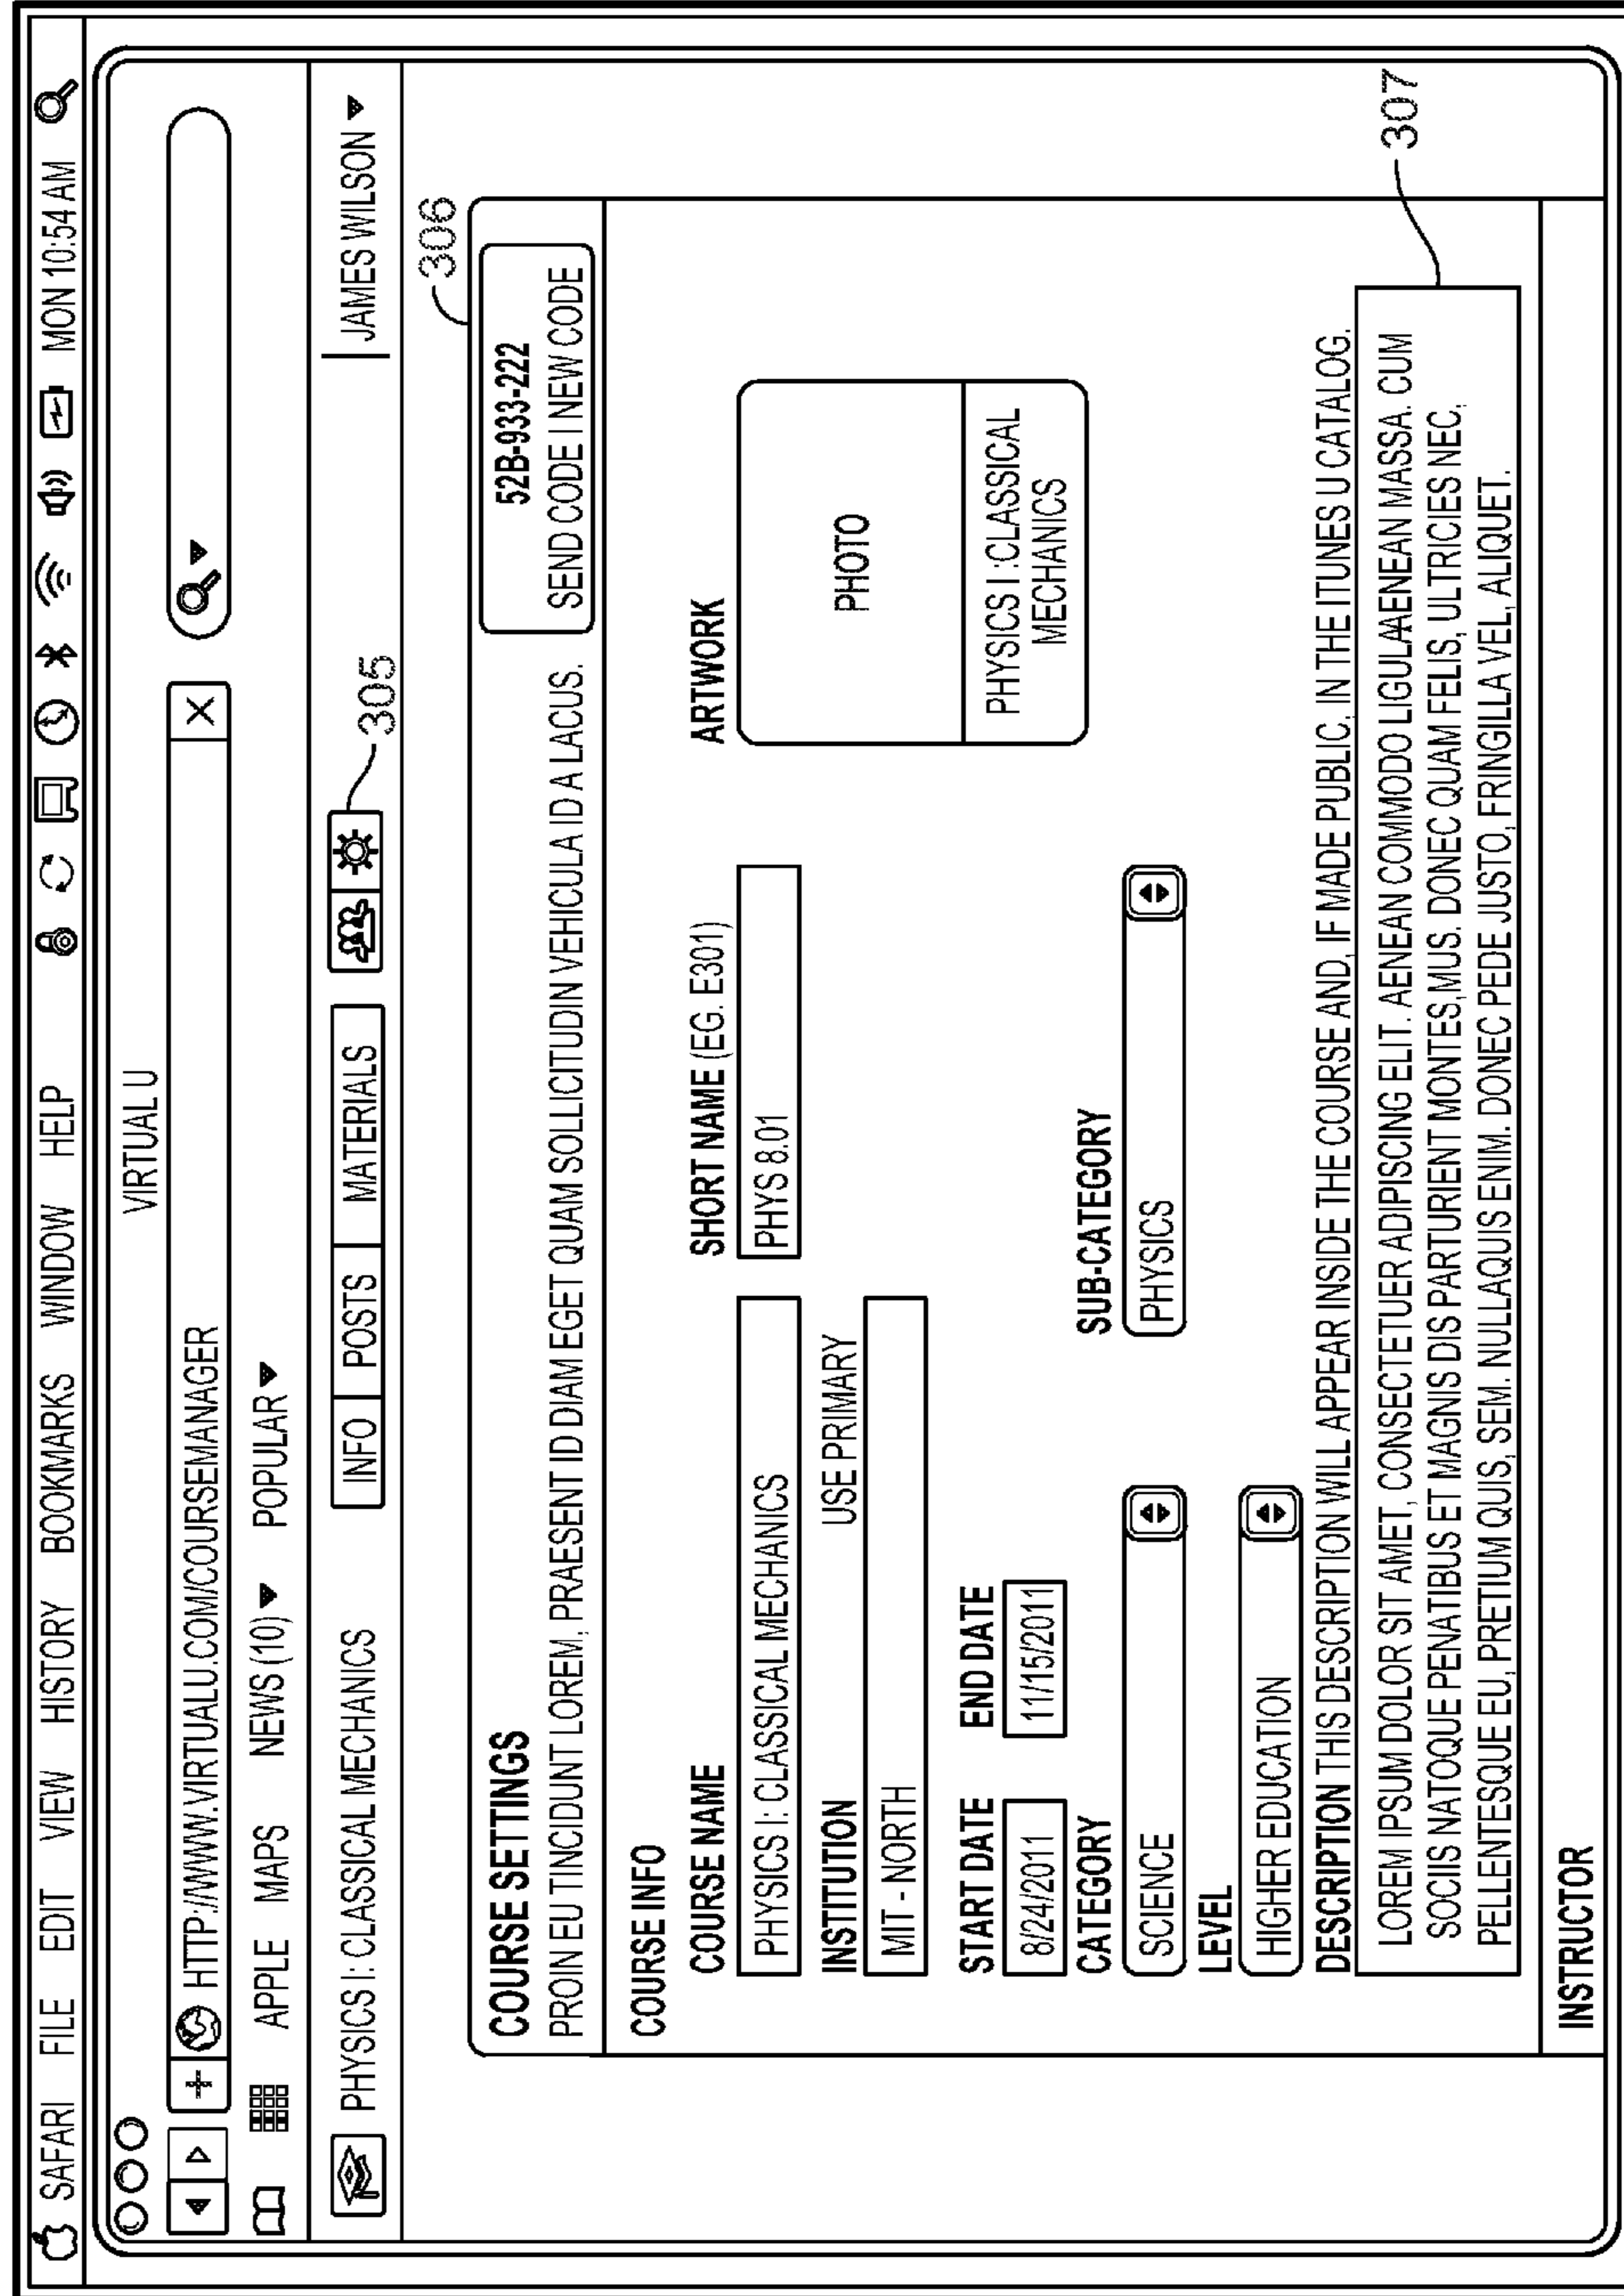 SAFARI FILE EDIT VIEW HISTORY BOOKMARKS WINDOW HELP MON 10:54 AM
VIRTUAL U
HTTP://WWW.VIRTUALU.COM/COURSEMANAGER
APPLE MAPS NEWS (10) POPULAR
PHYSICS I: CLASSICAL MECHANICS INFO POSTS MATERIALS JAMES WILSON
305
306
COURSE SETTINGS 52B-933-222
PROIN EU TINCIDUNT LOREM, PRAESENT ID DIAM EGET QUAM SOLLICITUDIN VEHICULA ID A LACUS. SEND CODE I NEW CODE
COURSE INFO
COURSE NAME SHORT NAME (EG. E301) ARTWORK
PHYSICS I: CLASSICAL MECHANICS PHYS 8.01
INSTITUTION USE PRIMARY PHOTO
MIT - NORTH
START DATE END DATE PHYSICS I :CLASSICAL
8/24/2011 11/15/2011 MECHANICS
CATEGORY SUB-CATEGORY
SCIENCE PHYSICS
LEVEL
HIGHER EDUCATION
DESCRIPTION THIS DESCRIPTION WILL APPEAR INSIDE THE COURSE AND, IF MADE PUBLIC, IN THE ITUNES U CATALOG.
LOREM IPSUM DOLOR SIT AMET, CONSECTETUER ADIPISCING ELIT. AENEAN COMMODO LIGULAAENEAN MASSA. CUM
SOCIIS NATOQUE PENATIBUS ET MAGNIS DIS PARTURIENT MONTES,MUS. DONEC QUAM FELIS, ULTRICIES NEC,
PELLENTESQUE EU, PRETIUM QUIS, SEM. NULLAQUIS ENIM. DONEC PEDE JUSTO, FRINGILLA VEL, ALIQUET.
307
INSTRUCTOR